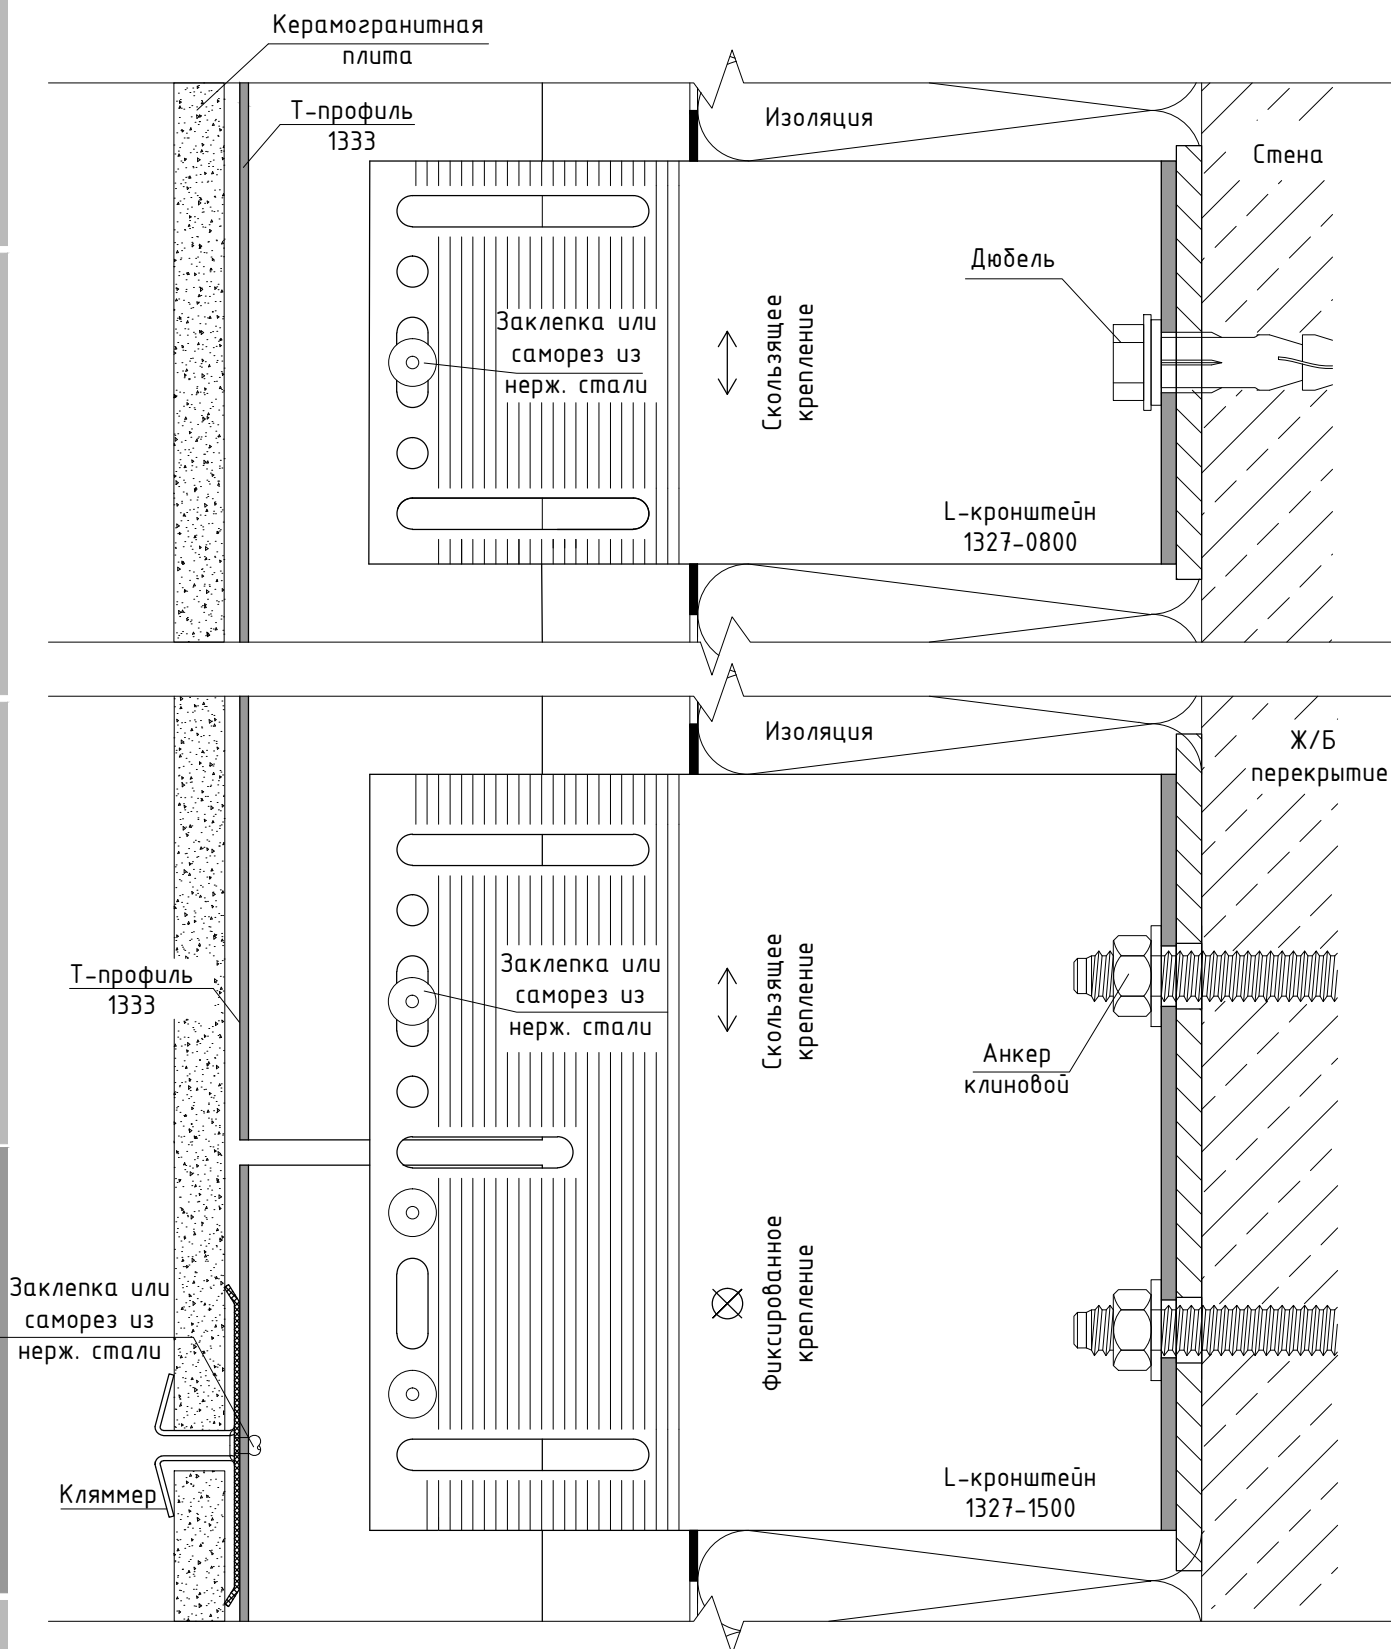 Керамогранитная
плита
Т-профиль
1333
Изоляция
Стена
Дюбель
Заклепка или
саморез из
нерж. стали
Скользящее
крепление
L-кронштейн
1327-0800
Изоляция
Ж/Б
перекрытие
Т-профиль
1333
Заклепка или
саморез из
нерж. стали
Скользящее
крепление
Анкер
клиновой
Фиксированное
крепление
Заклепка или
саморез из
нерж. стали
Кляммер
L-кронштейн
1327-1500